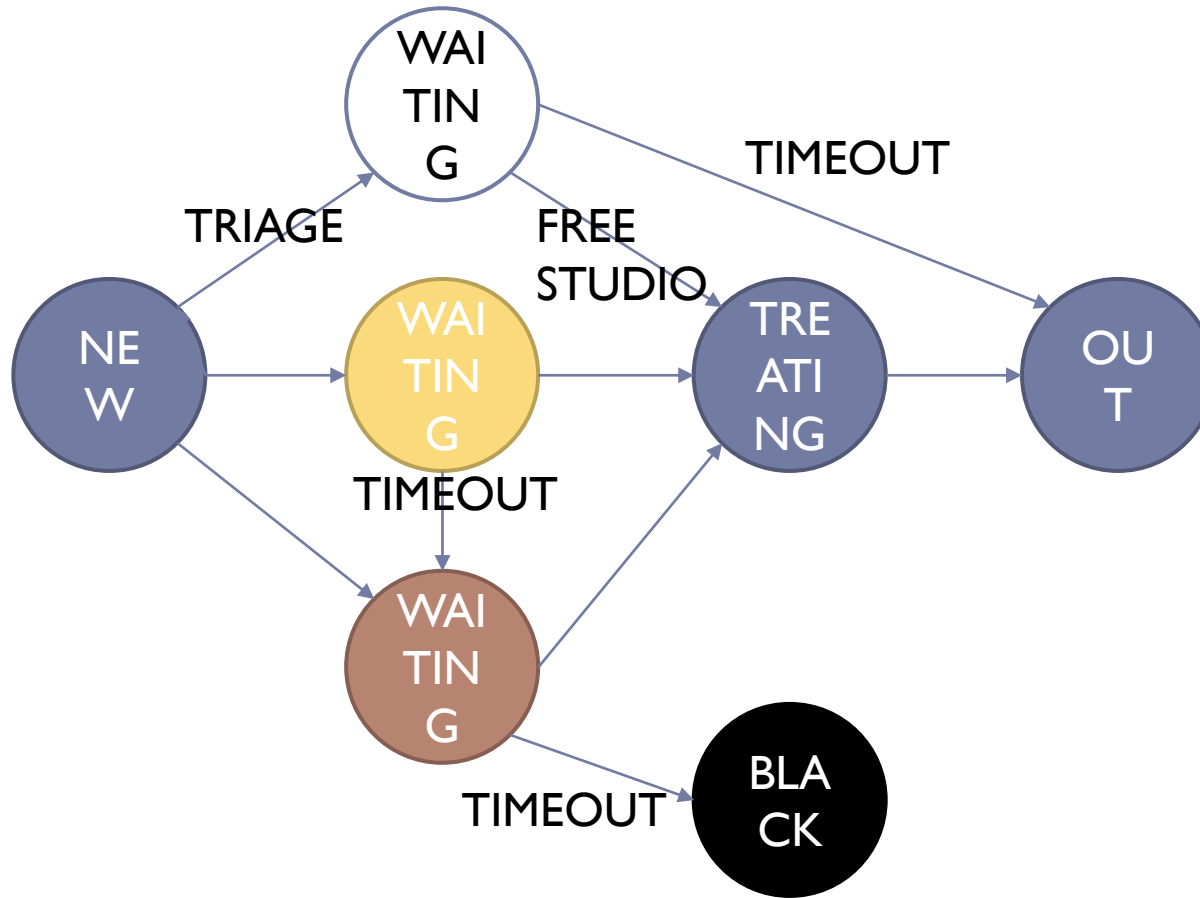 WAI
TIN
G
TIMEOUT
TRIAGE
FREE
STUDIO
NE
W
WAI
TIN
G
TRE
ATI
NG
OU
T
TIMEOUT
WAI
TIN
G
TIMEOUT
BLA
CK